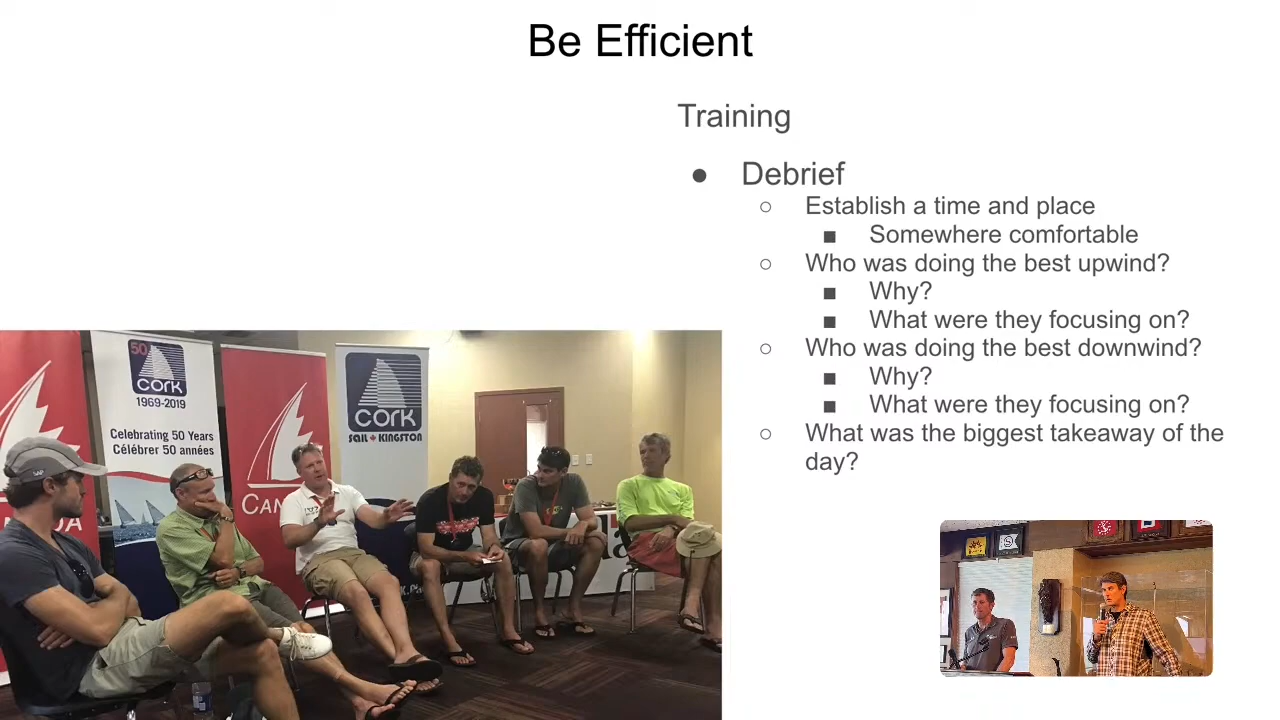 Be Efficient
Training
● Debrief
○ Establish a time and place
■ Somewhere comfortable
○ Who was doing the best upwind?
■ Why?
■ What were they focusing on?
○ Who was doing the best downwind?
■ Why?
■ What were they focusing on?
○ What was the biggest takeaway of the
day?
50
CORK
1969-2019
Celebrating 50 Years
Célébrer 50 années
CORK
SAIL KINGSTON
CAN